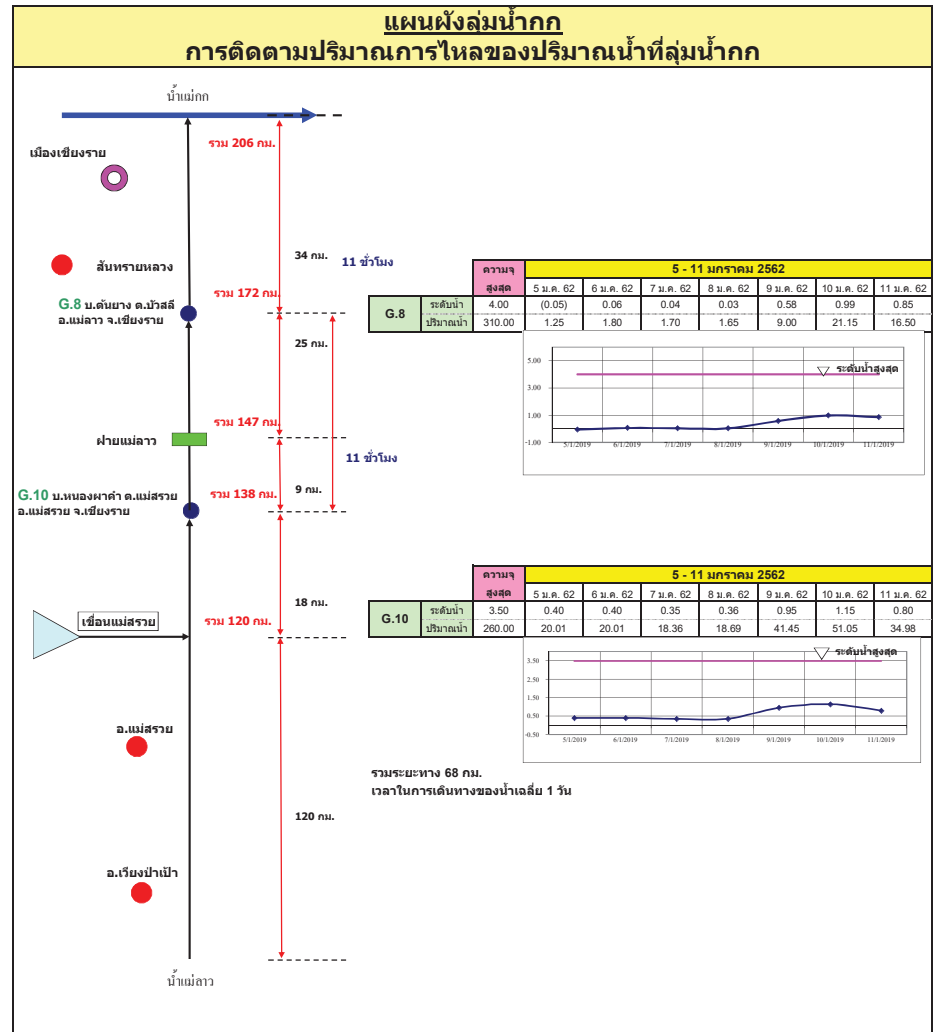 แผนผังลุ่มน้ำกก
การติดตามปริมาณการไหลของปริมาณน้ำที่ลุ่มน้ำกก
น้ำแม่กก
รวม 206 กม.
เมืองเชียงราย
34 กม.
11 ชั่วโมง
สันทรายหลวง
รวม 172 กม.
G.8 บ.ต้นยาง ต.บัวสลี
อ.แม่ลาว จ.เชียงราย
ความจุ 5 - 11 มกราคม 2562
สูงสุด 5 ม.ค. 62 6 ม.ค. 62 7 ม.ค. 62 8 ม.ค. 62 9 ม.ค. 62 10 ม.ค. 62 11 ม.ค. 62
G.8 ระดับน้ำ 4.00 (0.05) 0.06 0.04 0.03 0.58 0.99 0.85
ปริมาณน้ำ 310.00 1.25 1.80 1.70 1.65 9.00 21.15 16.50
25 กม.
5.00
ระดับน้ำสูงสุด
3.00
1.00
-1.00
5/1/2019 6/1/2019 7/1/2019 8/1/2019 9/1/2019 10/1/2019 11/1/2019
รวม 147 กม.
ฝายแม่ลาว
11 ชั่วโมง
9 กม.
รวม 138 กม.
G.10 บ.หนองผาคำ ต.แม่สรวย
อ.แม่สรวย จ.เชียงราย
18 กม.
เขื่อนแม่สรวย
รวม 120 กม.
ความจุ 5 - 11 มกราคม 2562
สูงสุด 5 ม.ค. 62 6 ม.ค. 62 7 ม.ค. 62 8 ม.ค. 62 9 ม.ค. 62 10 ม.ค. 62 11 ม.ค. 62
G.10 ระดับน้ำ 3.50 0.40 0.40 0.35 0.36 0.95 1.15 0.80
ปริมาณน้ำ 260.00 20.01 20.01 18.36 18.69 41.45 51.05 34.98
ระดับน้ำสูงสุด
3.50
2.50
1.50
0.50
-0.50
5/1/2019 6/1/2019 7/1/2019 8/1/2019 9/1/2019 10/1/2019 11/1/2019
อ.แม่สรวย
รวมระยะทาง 68 กม.
เวลาในการเดินทางของน้ำเฉลี่ย 1 วัน
120 กม.
อ.เวียงป่าเป้า
น้ำแม่ลาว